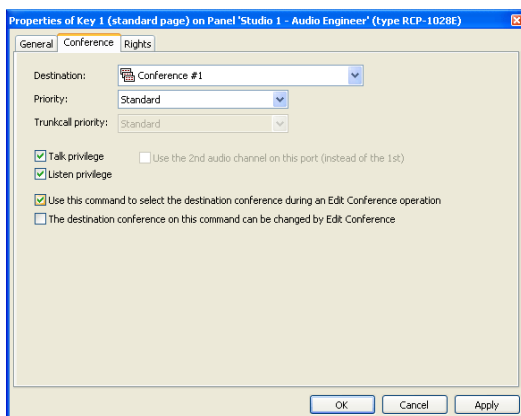 Properties of Key 1 (standard page) on Panel 'Studio 1 - Audio Engineer' (type RCP-1028E)
General Conference Rights
Destination: Conference #1
Priority: Standard
Trunkcall priority: Standard
Talk privilege Use the 2nd audio channel on this port (instead of the 1st)
Listen privilege
Use this command to select the destination conference during an Edit Conference operation
The destination conference on this command can be changed by Edit Conference
OK Cancel Apply